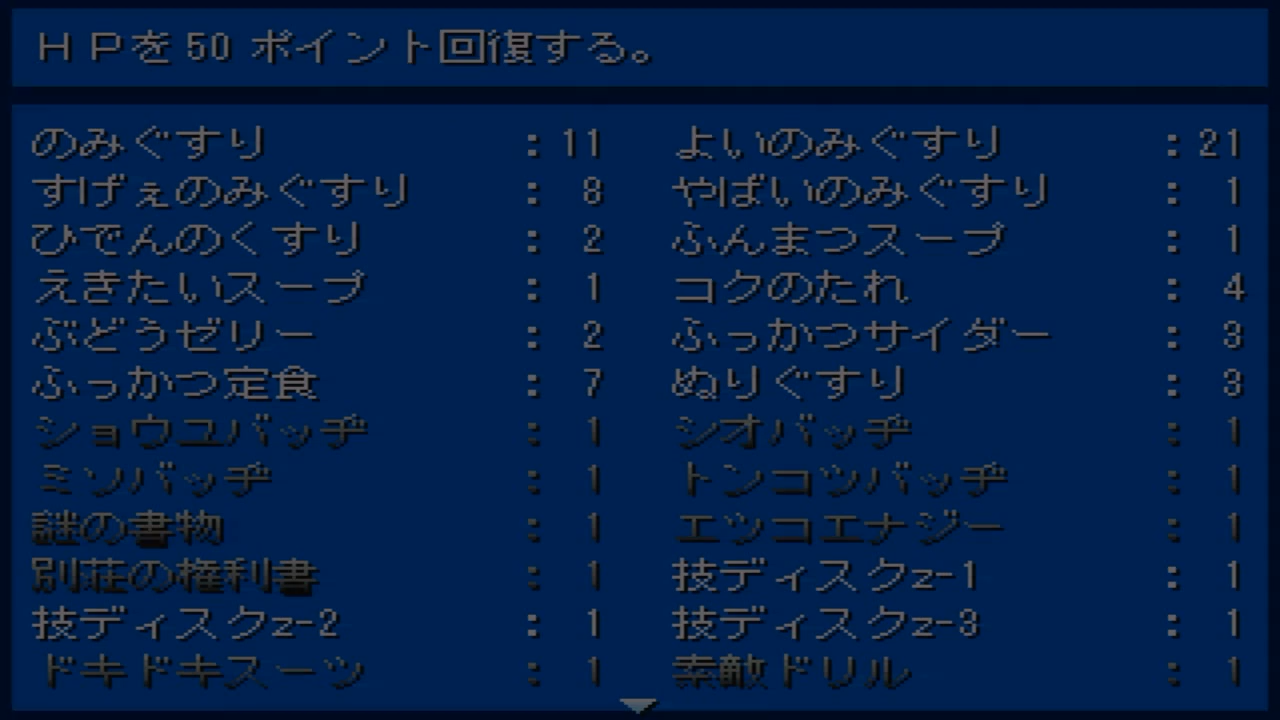 ＨＰを50 ポイント回復する。
のみぐすり : 11 よいのみぐすり : 21
すげぇのみぐすり : 8 やばいのみぐすり : 1
ひでんのくすり : 2 ふんまつスープ : 1
えきたいスープ : 1 コクのたれ : 4
ぶどうゼリー : 2 ふっかつサイダー : 3
ふっかつ定食 : 7 ぬりぐすり : 3
ショウユバッヂ : 1 シオバッヂ : 1
ミソバッヂ : 1 トンコツバッヂ : 1
謎の書物 : 1 エツコエナジー : 1
別荘の権利書 : 1 技ディスクz-1 : 1
技ディスクz-2 : 1 技ディスクz-3 : 1
ドキドキスーツ : 1 素敵ドリル : 1